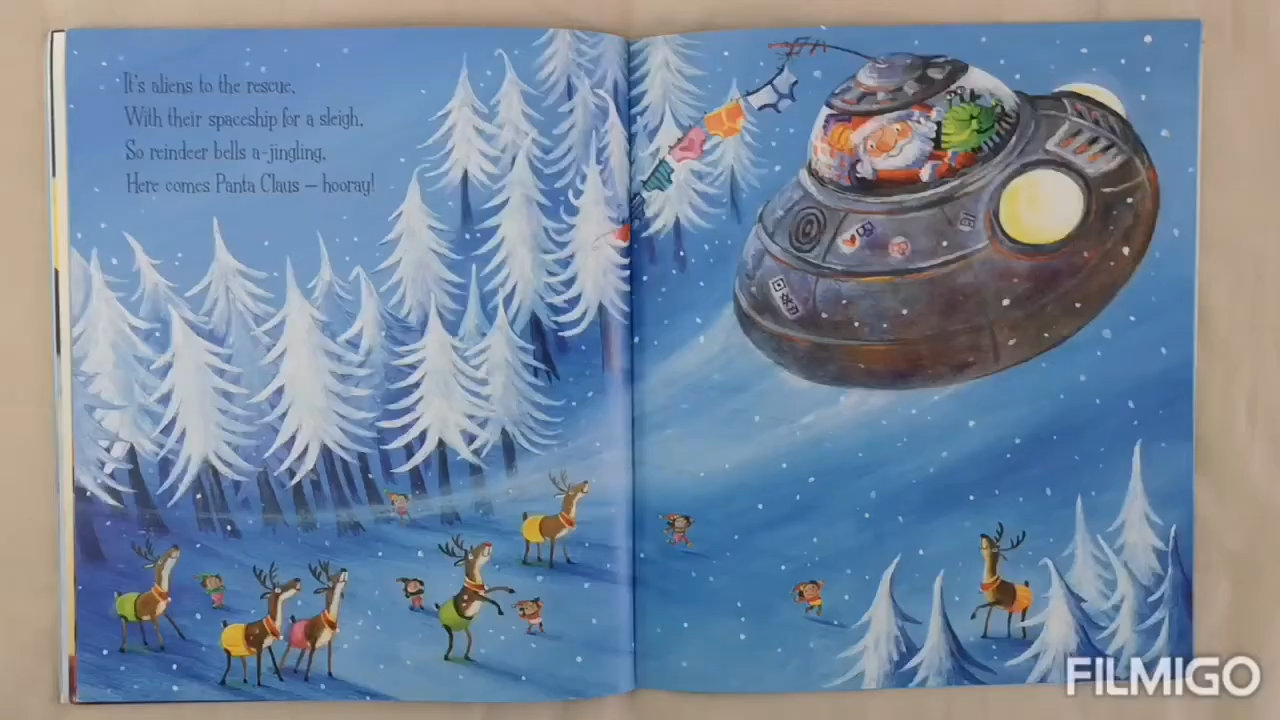 It's aliens to the rescue,
With their spaceship for a sleigh.
So reindeer bells a-jingling,
Here comes Panta Claus – hooray!
FILMIGO